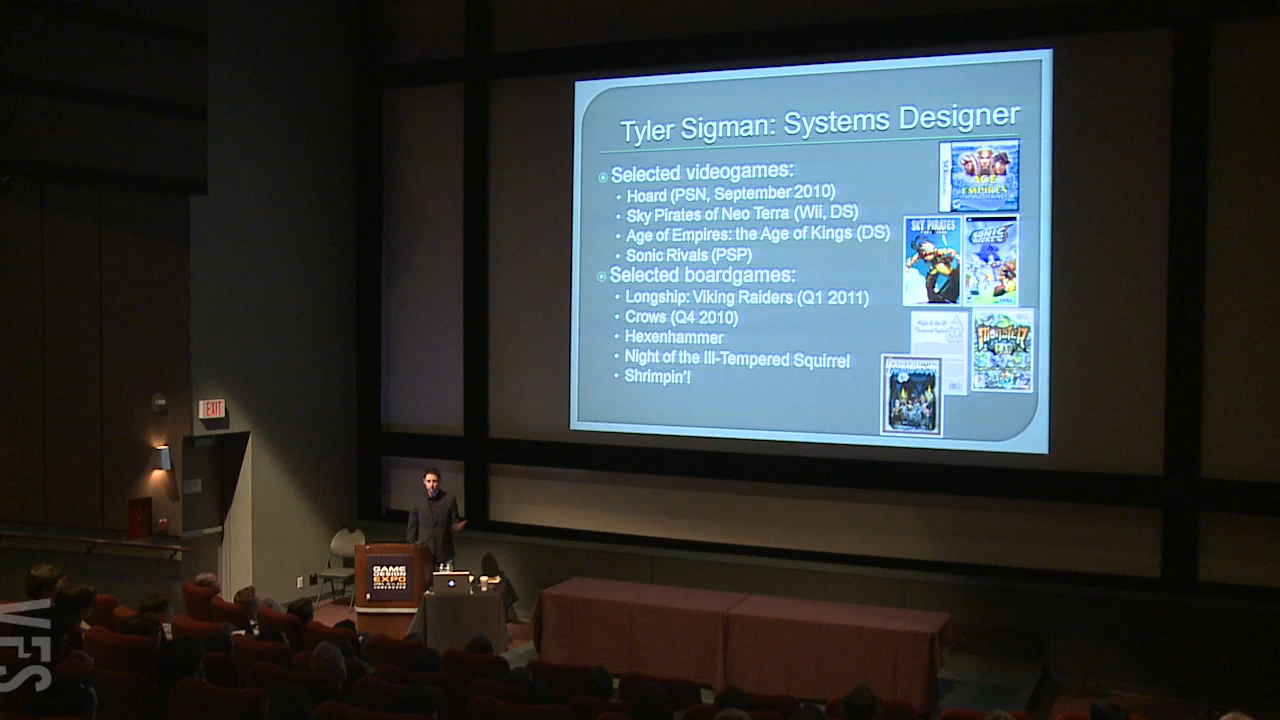 Tyler Sigman: Systems Designer
Selected videogames:
Hoard (PSN, September 2010)
Sky Pirates of Neo Terra (Wii, DS)
Age of Empires: the Age of Kings (DS)
Sonic Rivals (PSP)
Selected boardgames:
Longship: Viking Raiders (Q1 2011)
Crows (Q4 2010)
Hexenhammer
Night of the Ill-Tempered Squirrel
Shrimpin'!
AGE
EMPIRES
SKY PIRATES
SONIC
EXIT
GAME
DESIGN
EXPO
VANCOUVER
VFS